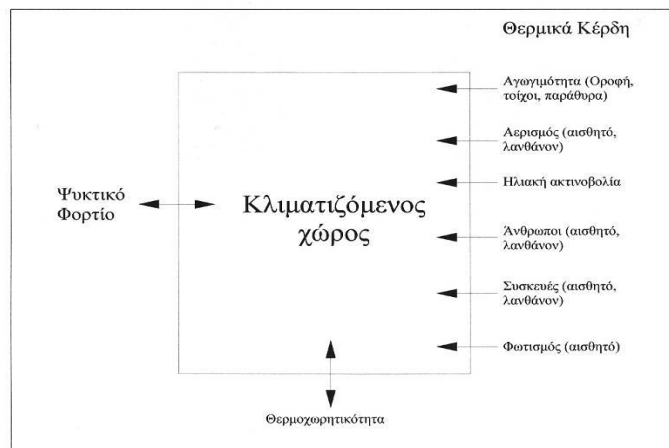 Θερμικά Κέρδη
Αγωγιμότητα (Οροφή,
τοίχοι, παράθυρα)
Αερισμός (αισθητό,
λανθάνον)
Ηλιακή ακτινοβολία
Ψυκτικό
Φορτίο
Κλιματιζόμενος
χώρος
Άνθρωποι (αισθητό,
λανθάνον)
Συσκευές (αισθητό,
λανθάνον)
Φωτισμός (αισθητό)
Θερμοχωρητικότητα